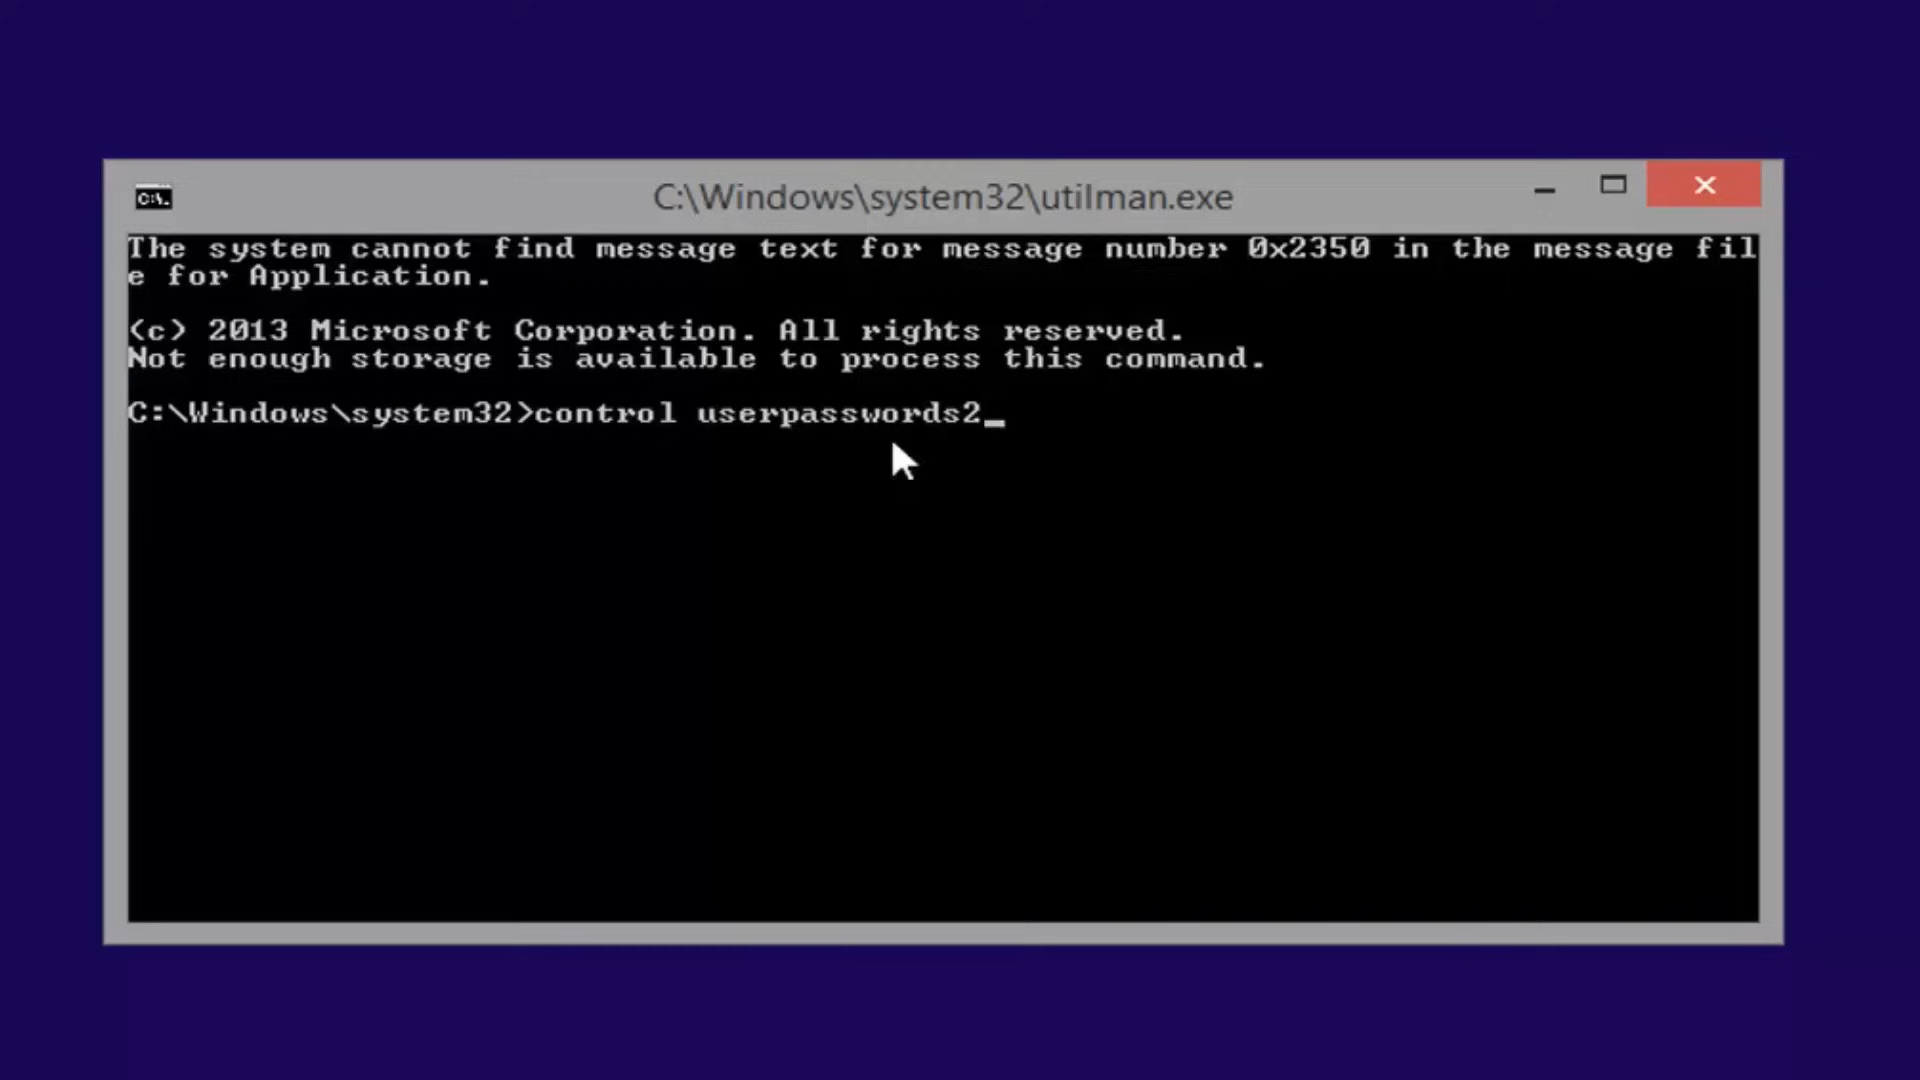 C:\Windows\system32\utilman.exe
The system cannot find message text for message number 0x2350 in the message fil
e for Application.
(c) 2013 Microsoft Corporation. All rights reserved.
Not enough storage is available to process this command.
C:\Windows\system32>control userpasswords2_